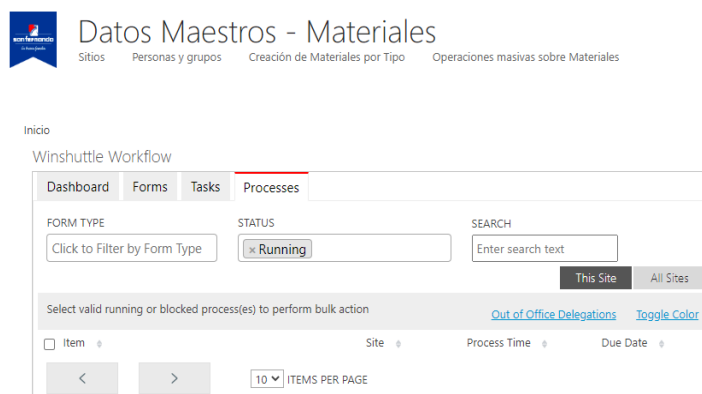 san fernando
La buena familia
Datos Maestros - Materiales
Sitios Personas y grupos Creación de Materiales por Tipo Operaciones masivas sobre Materiales
Inicio
Winshuttle Workflow
Dashboard Forms Tasks Processes
FORM TYPE STATUS SEARCH
Click to Filter by Form Type × Running Enter search text
This Site All Sites
Select valid running or blocked process(es) to perform bulk action Out of Office Delegations Toggle Color
Item Site Process Time Due Date
< > 10 ITEMS PER PAGE